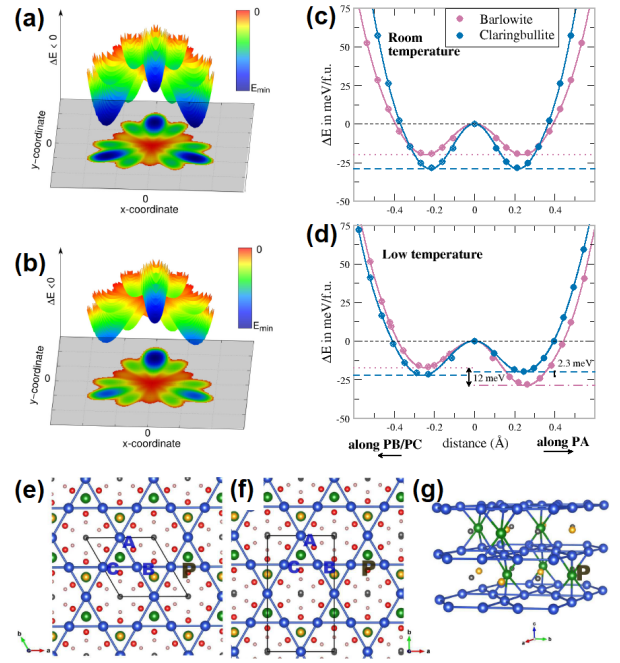 (a)
ΔE < 0
0
E min
y-coordinate
0
0
x-coordinate
(b)
ΔE <0
0
E min
y-coordinate
0
0
x-coordinate
(c)
Barlowite
Claringbullite
Room
temperature
ΔE in meV/f.u.
75
50
25
0
-25
-50
-0.4 -0.2 0 0.2 0.4
(d)
Low temperature
ΔE in meV/f.u.
75
50
25
0
-25
-50
12 meV
2.3 meV
-0.4 -0.2 0 0.2 0.4
along PB/PC distance (Å) along PA
(e)
A
C B P
b
a
(f)
A
C B P
b
a
(g)
P
c
b
a